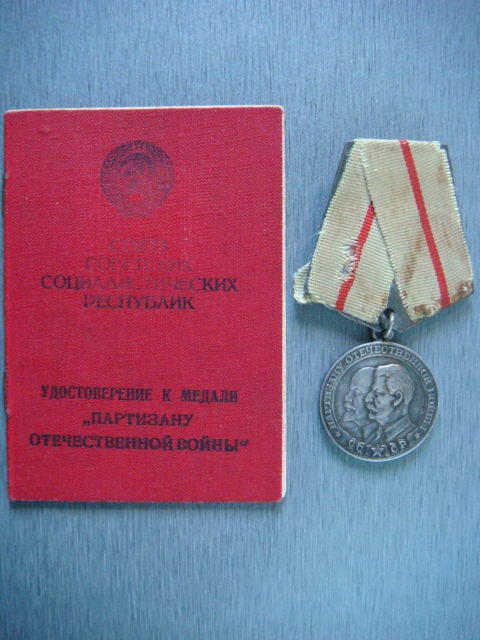 СОЮЗ
СОВЕТСКИХ
СОЦИАЛИСТИЧЕСКИХ
РЕСПУБЛИК
УДОСТОВЕРЕНИЕ К МЕДАЛИ
„ПАРТИЗАНУ
ОТЕЧЕСТВЕННОЙ ВОЙНЫ“
ПАРТИЗАНУ ОТЕЧЕСТВЕННОЙ ВОЙНЫ
СССР